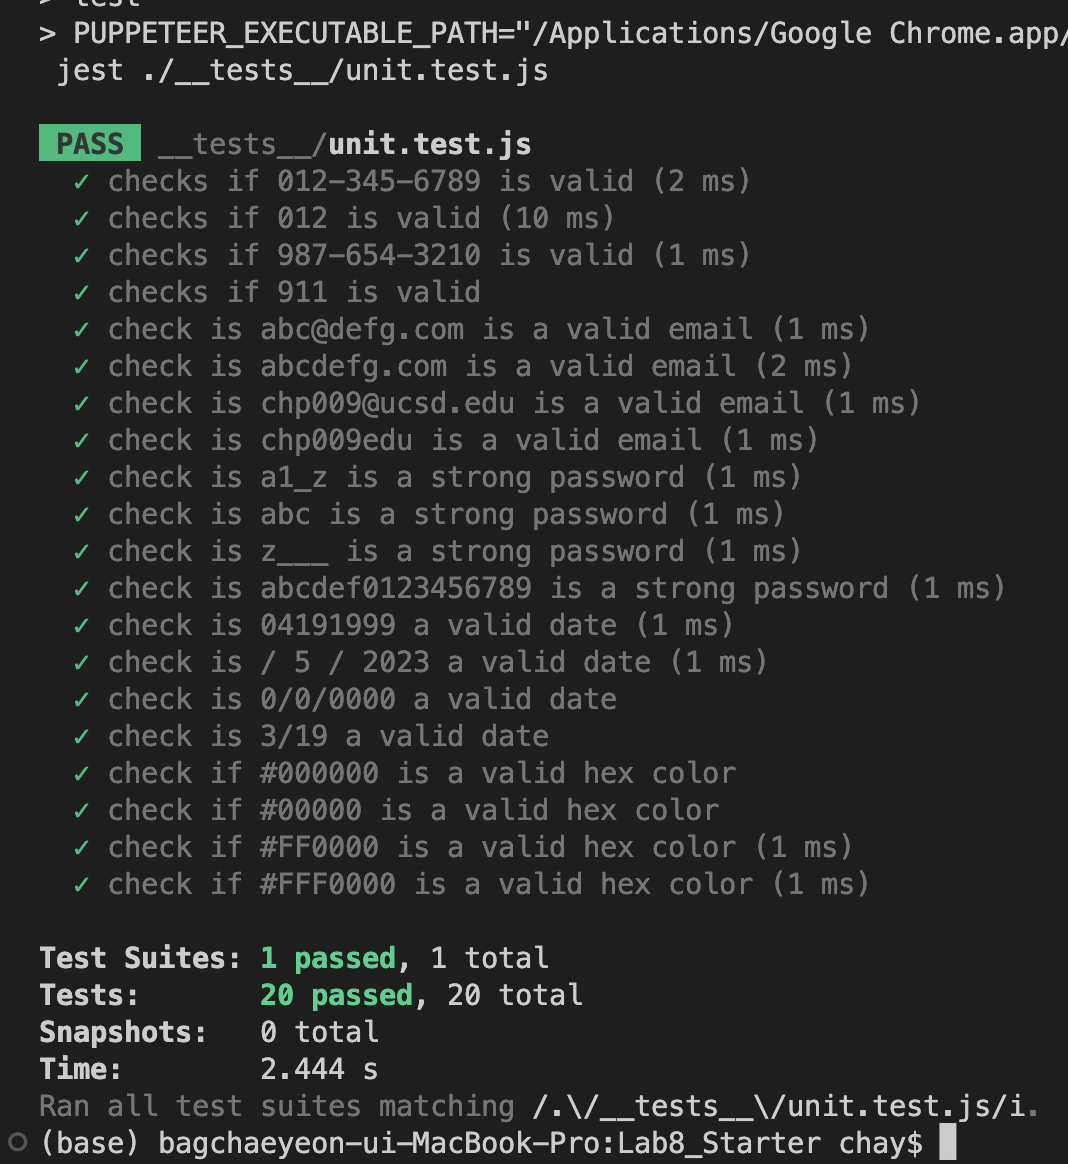 > test
> PUPPETEER_EXECUTABLE_PATH="/Applications/Google Chrome.app/
jest ./__tests__/unit.test.js
PASS __tests__/unit.test.js
✓ checks if 012-345-6789 is valid (2 ms)
✓ checks if 012 is valid (10 ms)
✓ checks if 987-654-3210 is valid (1 ms)
✓ checks if 911 is valid
✓ check is abc@defg.com is a valid email (1 ms)
✓ check is abcdefg.com is a valid email (2 ms)
✓ check is chp009@ucsd.edu is a valid email (1 ms)
✓ check is chp009edu is a valid email (1 ms)
✓ check is a1_z is a strong password (1 ms)
✓ check is abc is a strong password (1 ms)
✓ check is z___ is a strong password (1 ms)
✓ check is abcdef0123456789 is a strong password (1 ms)
✓ check is 04191999 a valid date (1 ms)
✓ check is / 5 / 2023 a valid date (1 ms)
✓ check is 0/0/0000 a valid date
✓ check is 3/19 a valid date
✓ check if #000000 is a valid hex color
✓ check if #00000 is a valid hex color
✓ check if #FF0000 is a valid hex color (1 ms)
✓ check if #FFF0000 is a valid hex color (1 ms)
Test Suites: 1 passed, 1 total
Tests: 20 passed, 20 total
Snapshots: 0 total
Time: 2.444 s
Ran all test suites matching /.\/__tests__\/unit.test.js/i.
(base) bagchaeyeon-ui-MacBook-Pro:Lab8_Starter chay$